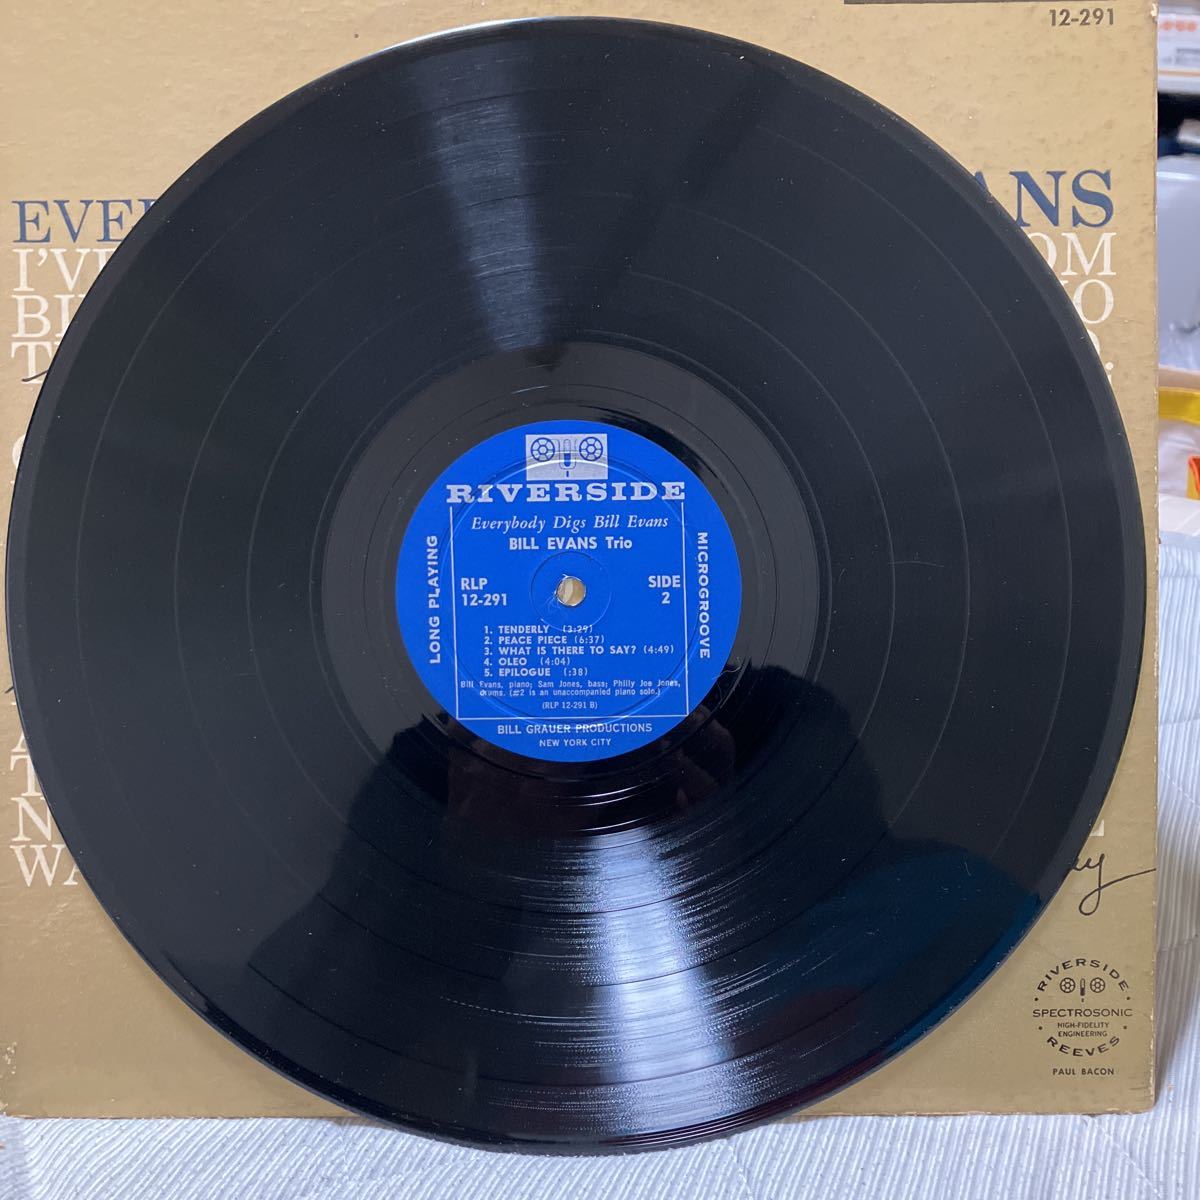 12-291
EVE ANS
I'V OM
BI
T
N
WA
RIVERSIDE
Everybody Digs Bill Evans
BILL EVANS Trio
LONG PLAYING
MICROGROOVE
RLP
12-291
SIDE
2
1. TENDERLY (3:29)
2. PEACE PIECE (6:37)
3. WHAT IS THERE TO SAY? (4:49)
4. OLEO (4:04)
5. EPILOGUE (:38)
Bill Evans, piano; Sam Jones, bass; Philly Joe Jones,
drums. (#2 is an unaccompanied piano solo.)
(RLP 12-291 B)
BILL GRAUER PRODUCTIONS
NEW YORK CITY
RIVERSIDE
SPECTROSONIC
HIGH-FIDELITY
ENGINEERING
REEVES
PAUL BACON